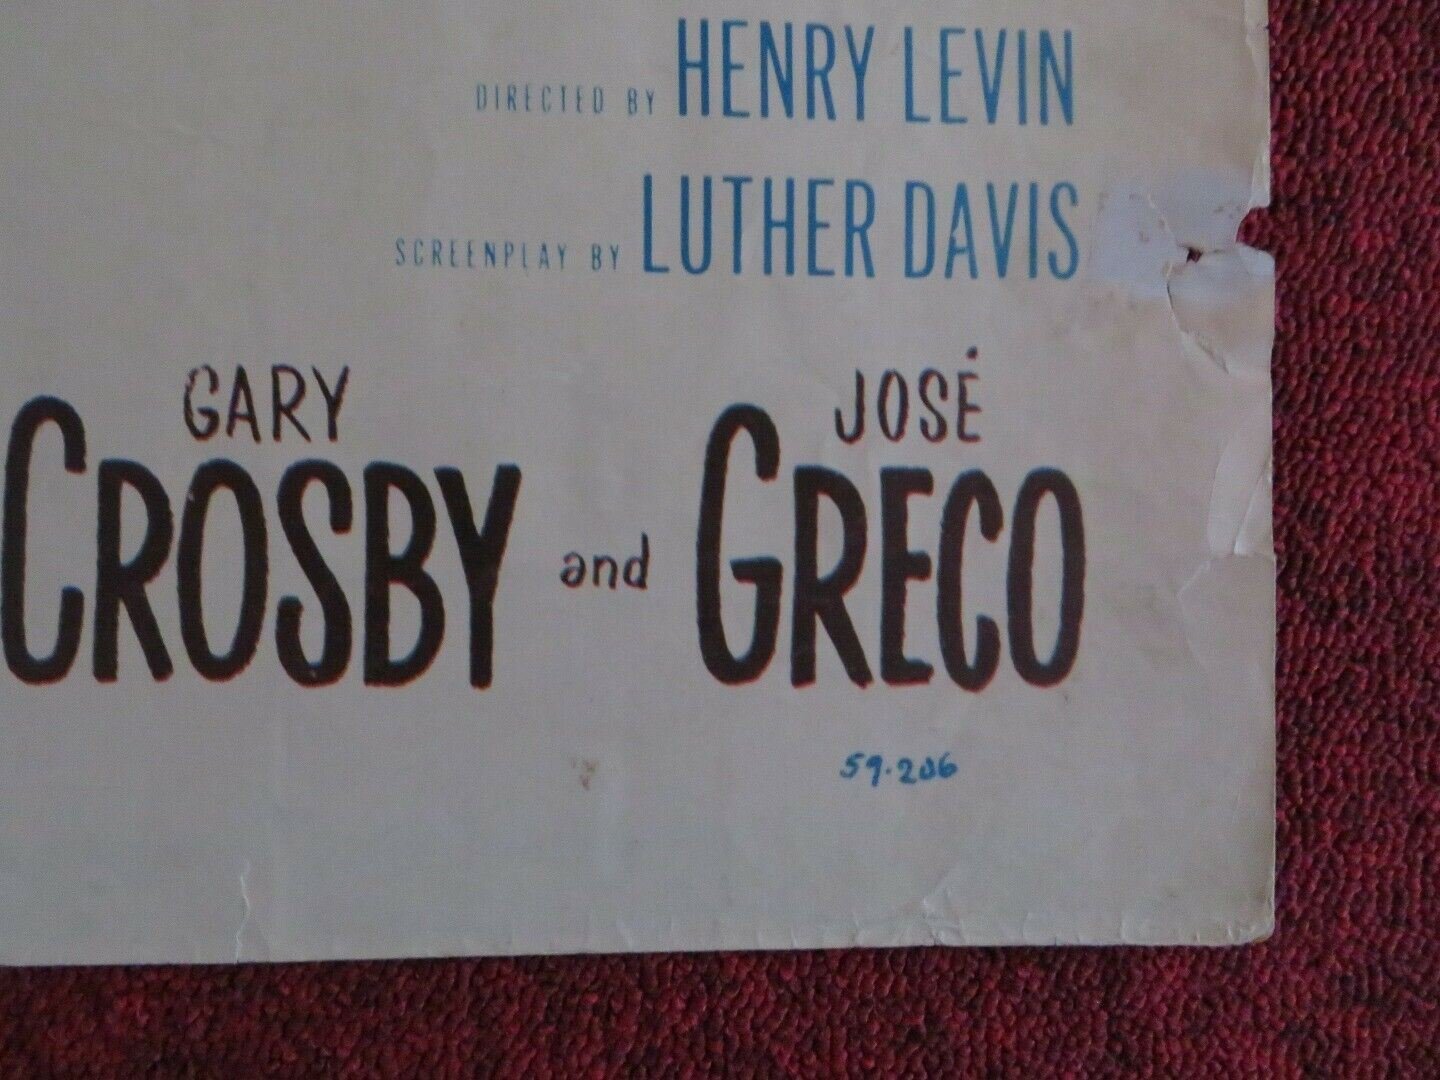 DIRECTED BY HENRY LEVIN
SCREENPLAY BY LUTHER DAVIS
GARY CROSBY and JOSÉ GRECO
59-206